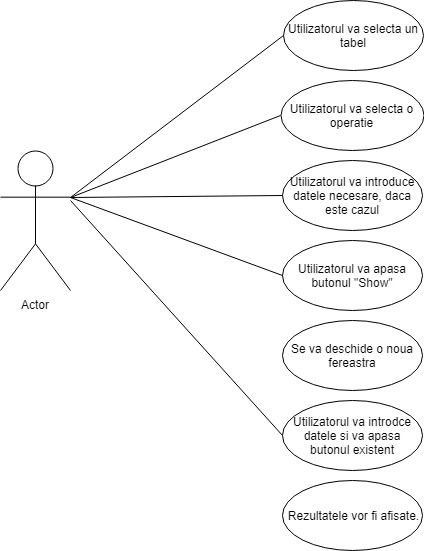 Utilizatorul va selecta un
tabel
Utilizatorul va selecta o
operatie
Utilizatorul va introduce
datele necesare, daca
este cazul
Utilizatorul va apasa
butonul "Show"
Actor
Se va deschide o noua
fereastra
Utilizatorul va introdce
datele si va apasa
butonul existent
Rezultatele vor fi afisate.